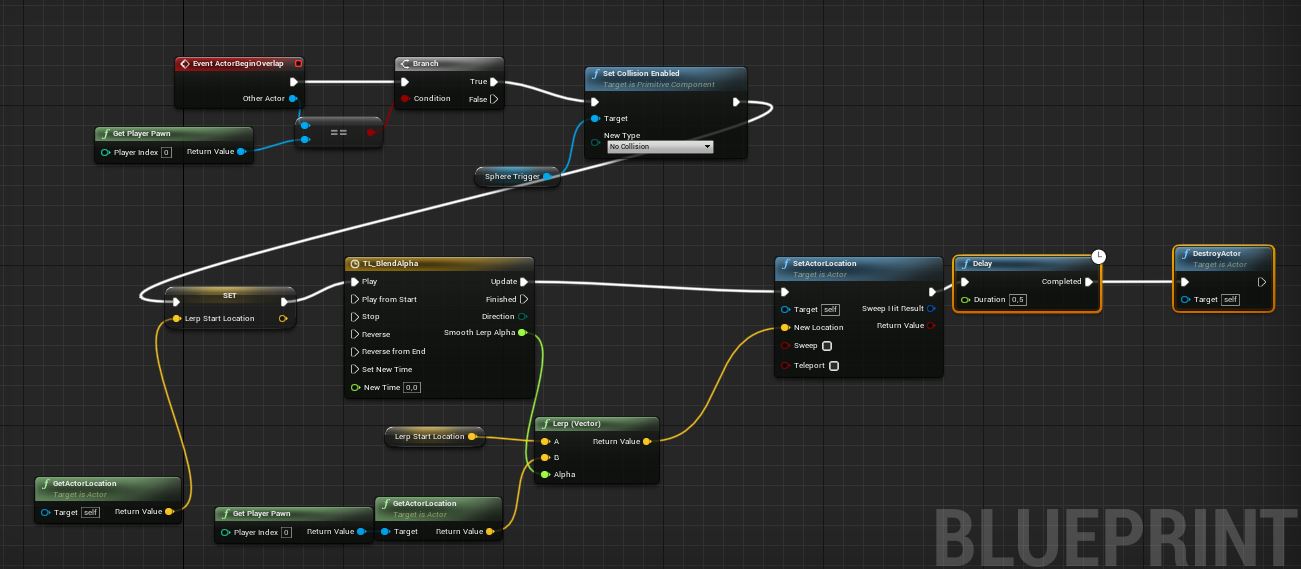 Event ActorBeginOverlap
Other Actor
Get Player Pawn
Player Index 0 Return Value
==
Branch
True
Condition False
Set Collision Enabled
Target is Primitive Component
Target
New Type
No Collision
Sphere Trigger
SET
Lerp Start Location
TL_BlendAlpha
Play Update
Play from Start Finished
Stop Direction
Reverse Smooth Lerp Alpha
Reverse from End
Set New Time
New Time 0,0
SetActorLocation
Target is Actor
Target self Sweep Hit Result
New Location Return Value
Sweep
Teleport
Delay
Completed
Duration 0,5
DestroyActor
Target is Actor
Target self
Lerp Start Location
Lerp (Vector)
A Return Value
B
Alpha
GetActorLocation
Target is Actor
Target self Return Value
Get Player Pawn
Player Index 0 Return Value
GetActorLocation
Target is Actor
Target Return Value
BLUEPRINT